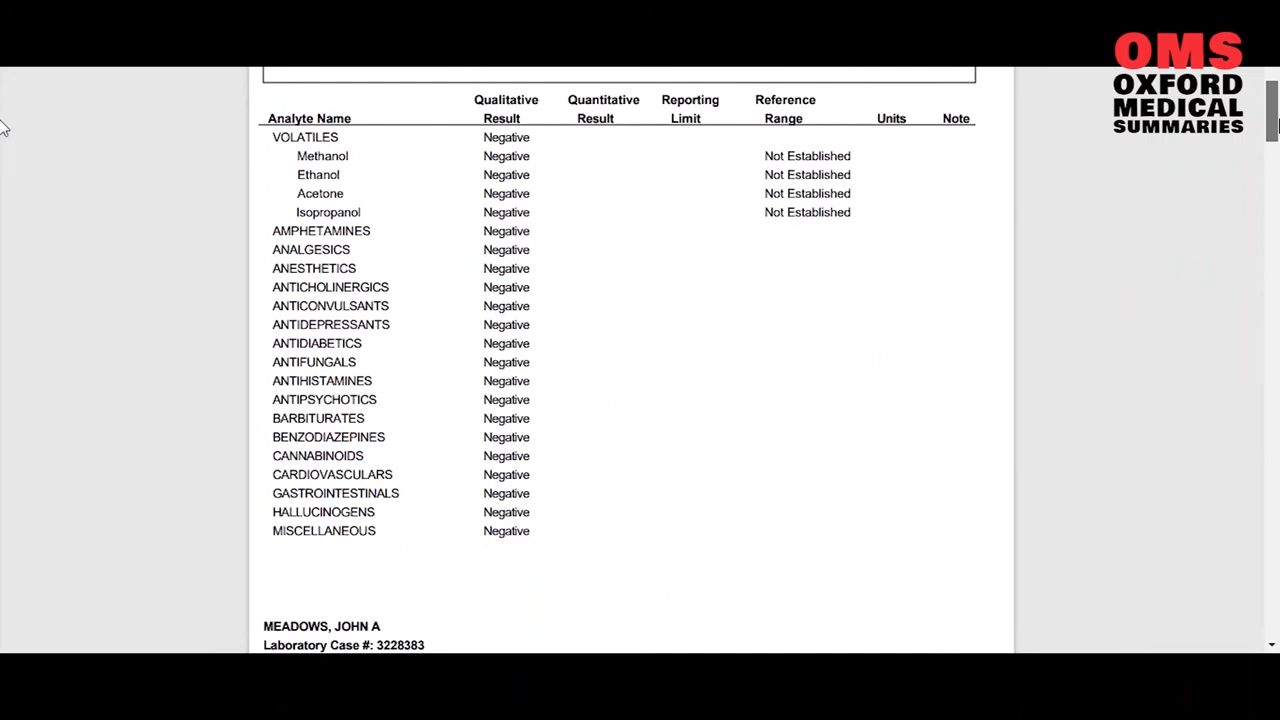 OMS
OXFORD
MEDICAL
SUMMARIES
Qualitative Quantitative Reporting Reference
Analyte Name Result Result Limit Range Units Note
VOLATILES Negative
Methanol Negative Not Established
Ethanol Negative Not Established
Acetone Negative Not Established
Isopropanol Negative Not Established
AMPHETAMINES Negative
ANALGESICS Negative
ANESTHETICS Negative
ANTICHOLINERGICS Negative
ANTICONVULSANTS Negative
ANTIDEPRESSANTS Negative
ANTIDIABETICS Negative
ANTIFUNGALS Negative
ANTIHISTAMINES Negative
ANTIPSYCHOTICS Negative
BARBITURATES Negative
BENZODIAZEPINES Negative
CANNABINOIDS Negative
CARDIOVASCULARS Negative
GASTROINTESTINALS Negative
HALLUCINOGENS Negative
MISCELLANEOUS Negative
MEADOWS, JOHN A
Laboratory Case #: 3228383